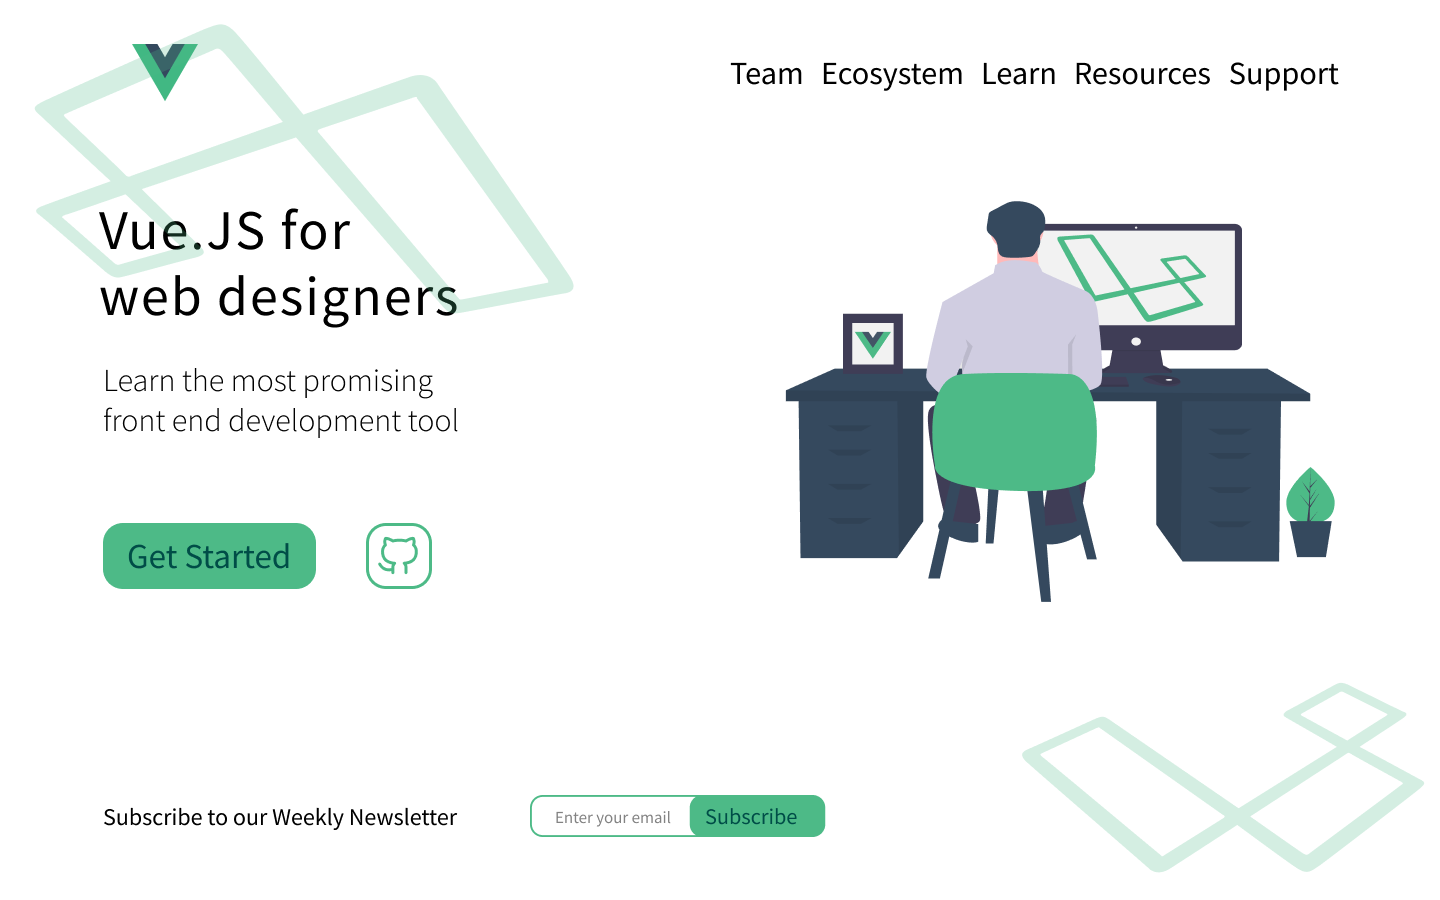 Team Ecosystem Learn Resources Support
Vue.JS for
web designers
Learn the most promising
front end development tool
Get Started
Subscribe to our Weekly Newsletter
Enter your email
Subscribe